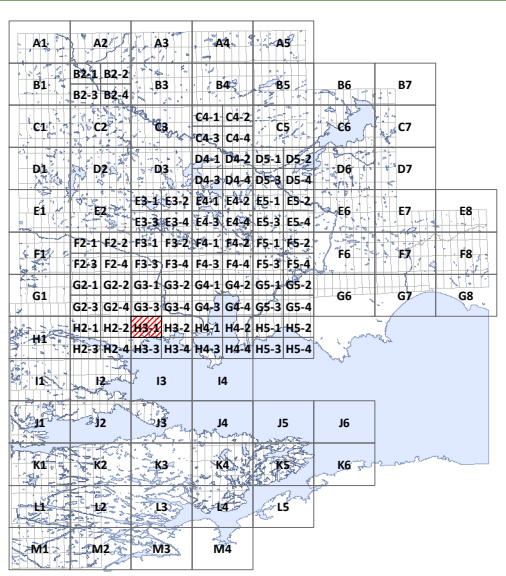 A1 A2 A3 A4 A5
B2-1 B2-2
B1 B3 B4 B5 B6 B7
B2-3 B2-4
C4-1 C4-2
C1 C2 C3 C5 C6 C7
C4-3 C4-4
D4-1 D4-2 D5-1 D5-2
D1 D2 D3 D6 D7
D4-3 D4-4 D5-3 D5-4
E3-1 E3-2 E4-1 E4-2 E5-1 E5-2
E1 E2 E6 E7 E8
E3-3 E3-4 E4-3 E4-4 E5-3 E5-4
F2-1 F2-2 F3-1 F3-2 F4-1 F4-2 F5-1 F5-2
F1 F6 F7 F8
F2-3 F2-4 F3-3 F3-4 F4-3 F4-4 F5-3 F5-4
G2-1 G2-2 G3-1 G3-2 G4-1 G4-2 G5-1 G5-2
G1 G6 G7 G8
G2-3 G2-4 G3-3 G3-4 G4-3 G4-4 G5-3 G5-4
H2-1 H2-2 H3-1 H3-2 H4-1 H4-2 H5-1 H5-2
H1
H2-3 H2-4 H3-3 H3-4 H4-3 H4-4 H5-3 H5-4
I1 I2 I3 I4
J1 J2 J3 J4 J5 J6
K1 K2 K3 K4 K5 K6
L1 L2 L3 L4 L5
M1 M2 M3 M4